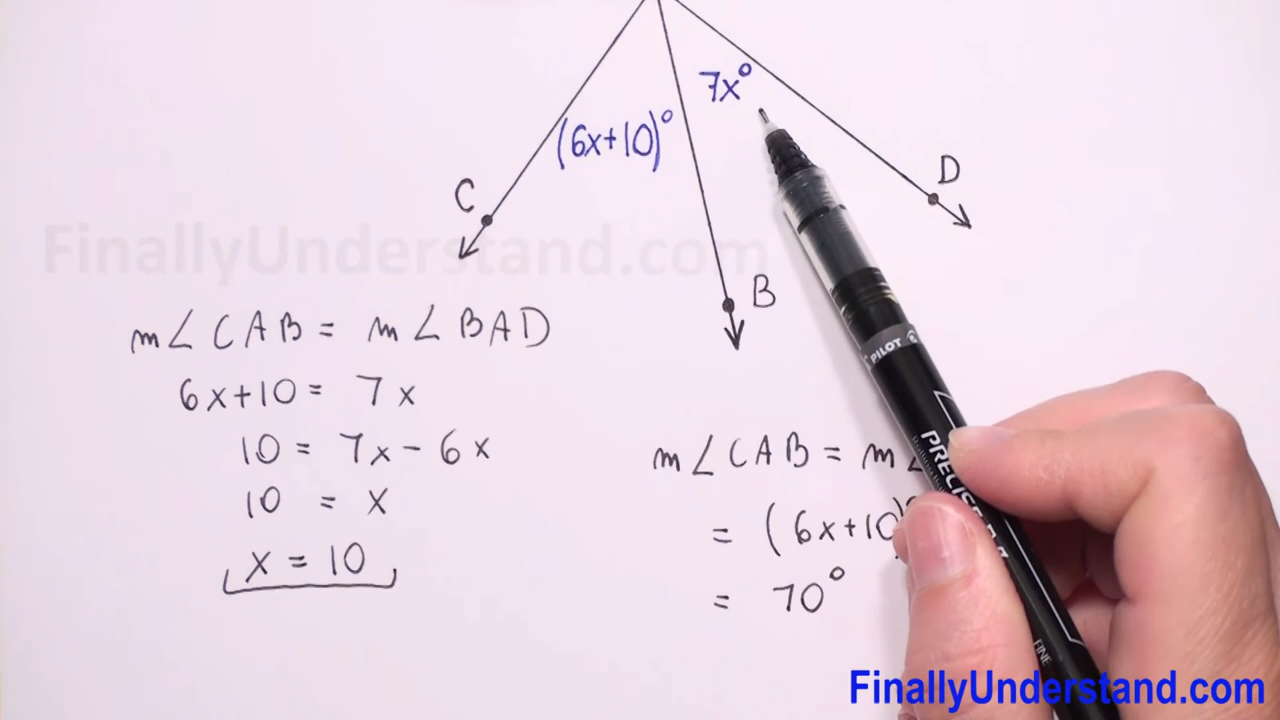 7x°
(6x+10)°
C
D
B
FinallyUnderstand.com
m∠CAB = m∠BAD
6x+10 = 7x
10 = 7x - 6x
10 = x
x = 10
m∠CAB = m∠
= (6x+10)
= 70°
PILOT
PRECISE
FINE
FinallyUnderstand.com